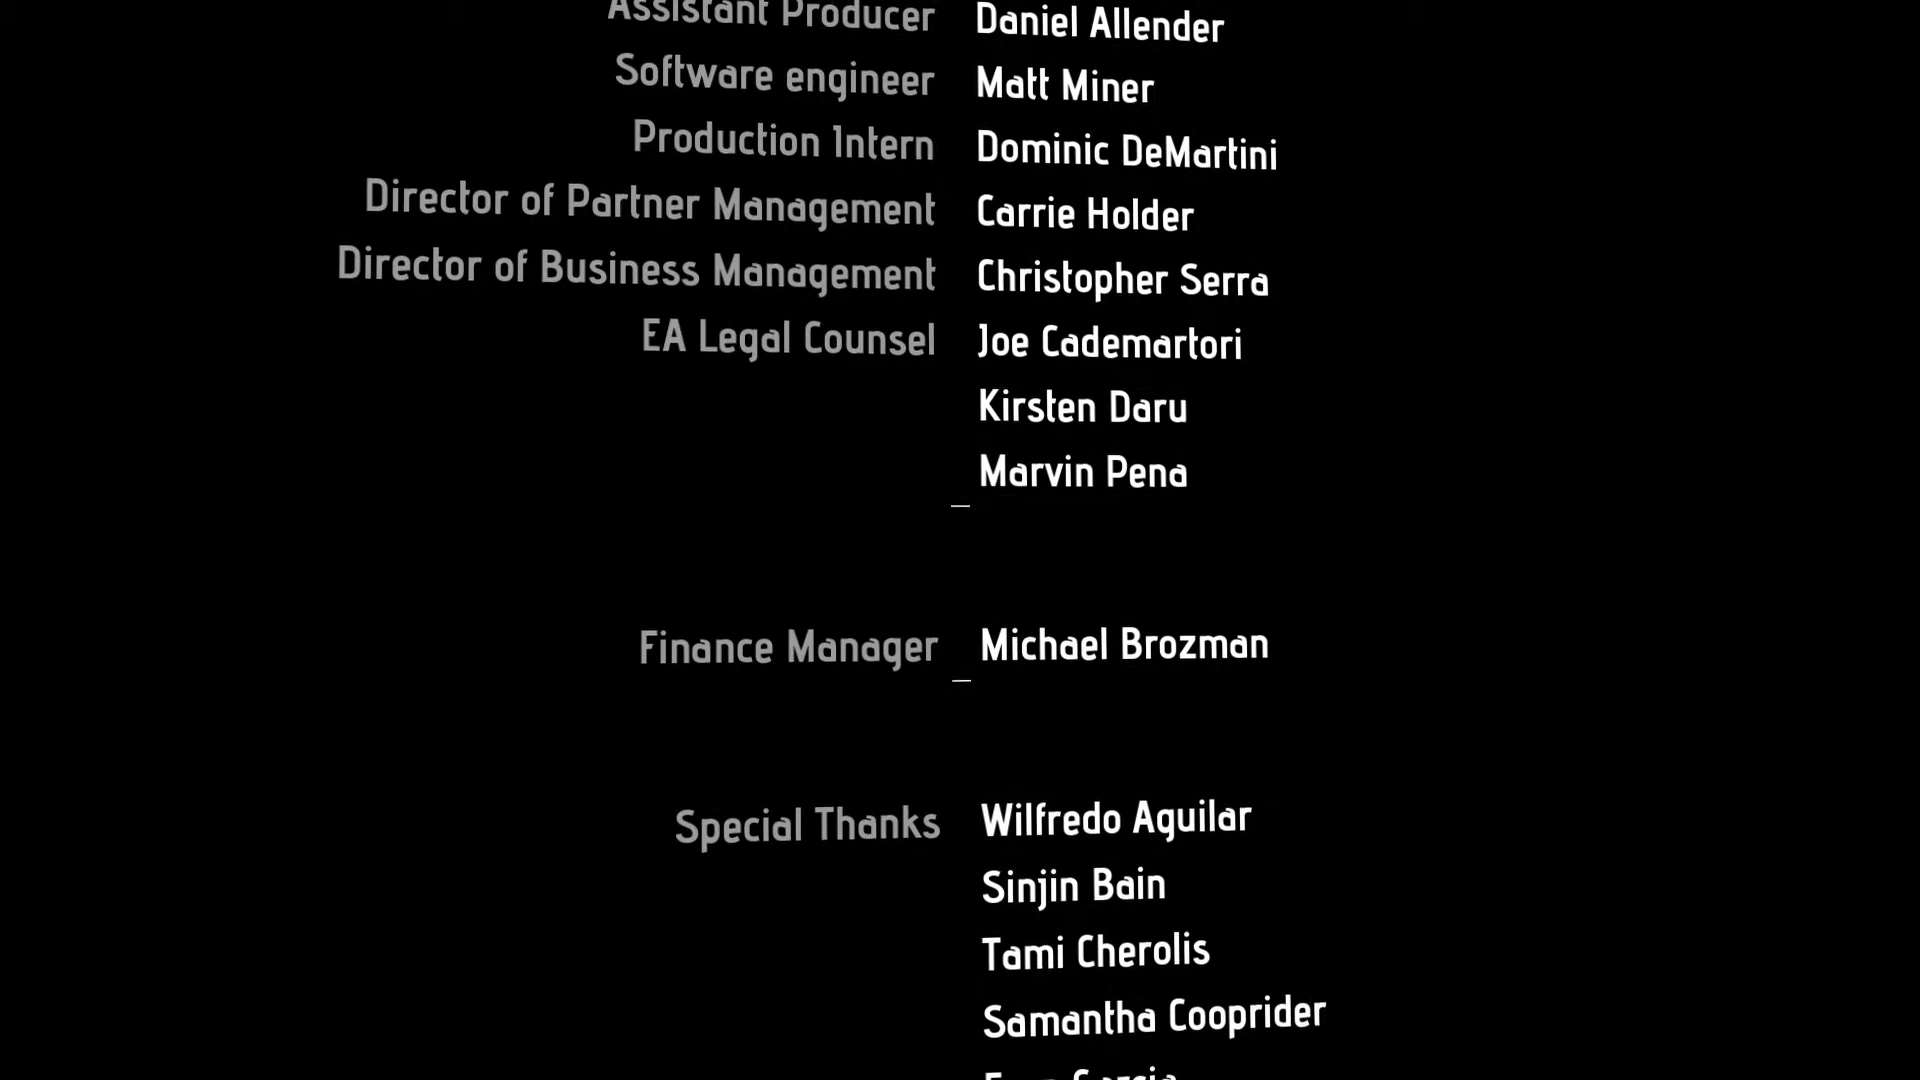 Assistant Producer Daniel Allender
Software engineer Matt Miner
Production Intern Dominic DeMartini
Director of Partner Management Carrie Holder
Director of Business Management Christopher Serra
EA Legal Counsel Joe Cademartori
Kirsten Daru
Marvin Pena
Finance Manager Michael Brozman
Special Thanks Wilfredo Aguilar
Sinjin Bain
Tami Cherolis
Samantha Cooprider
Garcia